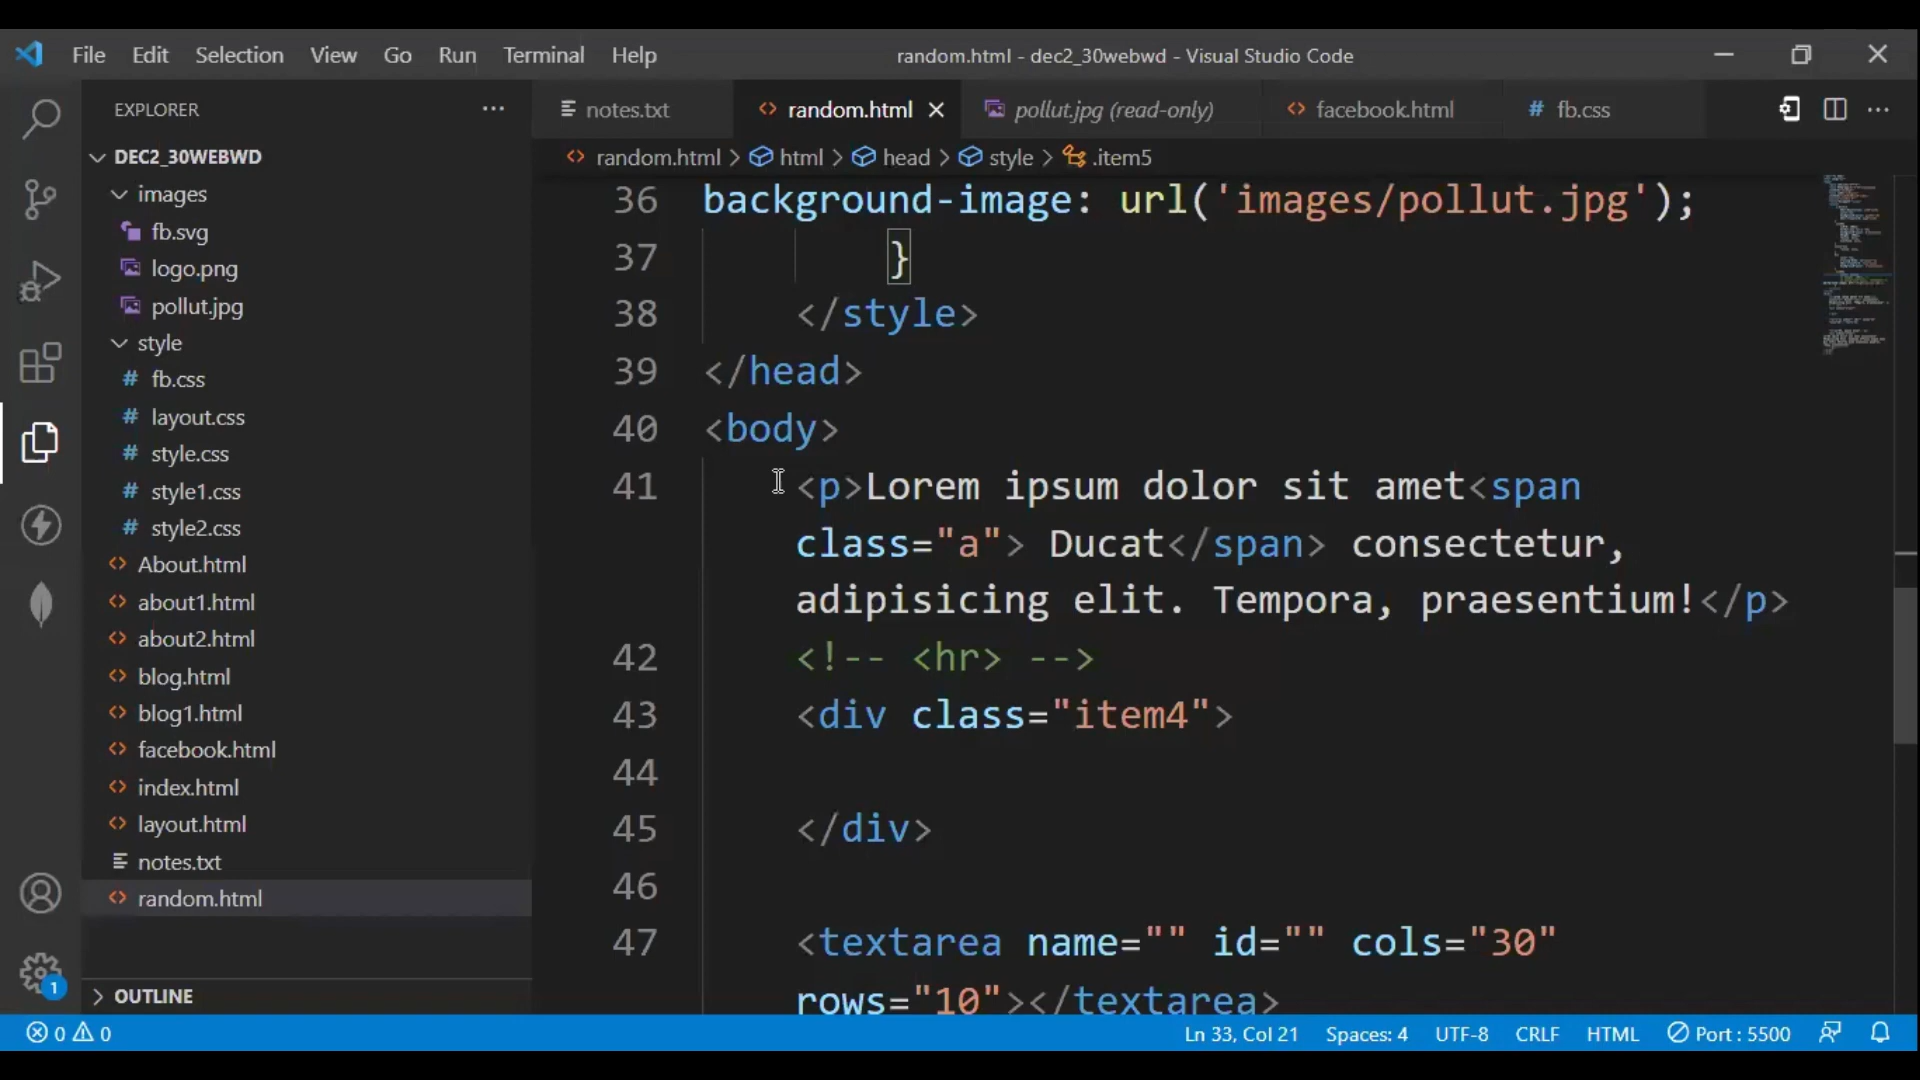 File Edit Selection View Go Run Terminal Help
random.html - dec2_30webwd - Visual Studio Code
EXPLORER
DEC2_30WEBWD
images
fb.svg
logo.png
pollut.jpg
style
fb.css
layout.css
style.css
style1.css
style2.css
About.html
about1.html
about2.html
blog.html
blog1.html
facebook.html
index.html
layout.html
notes.txt
random.html
OUTLINE
notes.txt random.html pollut.jpg (read-only) facebook.html fb.css
random.html > html > head > style > .item5
36 background-image: url('images/pollut.jpg');
37 }
38 </style>
39 </head>
40 <body>
41 <p>Lorem ipsum dolor sit amet<span
class="a"> Ducat</span> consectetur,
adipisicing elit. Tempora, praesentium!</p>
42 <!-- <hr> -->
43 <div class="item4">
44
45 </div>
46
47 <textarea name="" id="" cols="30"
rows="10"></textarea>
1
0 0 Ln 33, Col 21 Spaces: 4 UTF-8 CRLF HTML Port : 5500